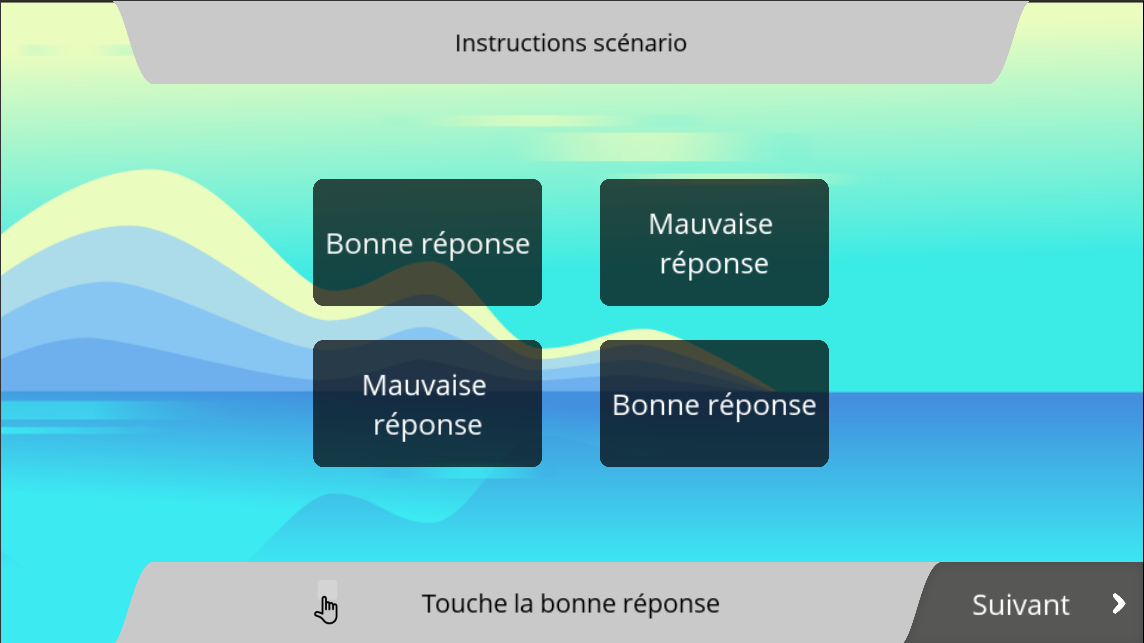 Instructions scénario
Bonne réponse
Mauvaise
réponse
Mauvaise
réponse
Bonne réponse
Touche la bonne réponse
Suivant